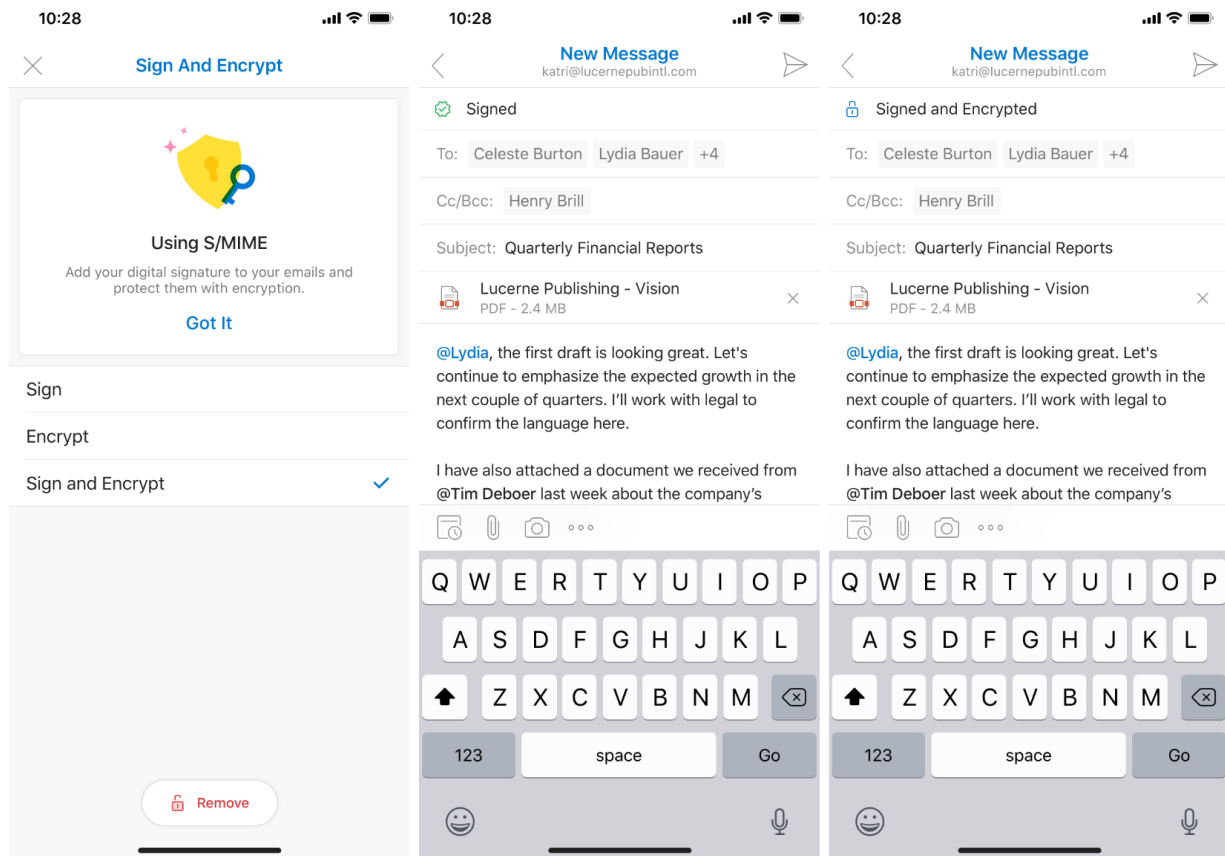 10:28
Sign And Encrypt
Using S/MIME
Add your digital signature to your emails and
protect them with encryption.
Got It
Sign
Encrypt
Sign and Encrypt
Remove
10:28
New Message
katri@lucernepubintl.com
Signed
To: Celeste Burton Lydia Bauer +4
Cc/Bcc: Henry Brill
Subject: Quarterly Financial Reports
Lucerne Publishing - Vision
PDF - 2.4 MB
@Lydia, the first draft is looking great. Let's
continue to emphasize the expected growth in the
next couple of quarters. I’ll work with legal to
confirm the language here.
I have also attached a document we received from
@Tim Deboer last week about the company’s
Q W E R T Y U I O P
A S D F G H J K L
Z X C V B N M
123 space Go
10:28
New Message
katri@lucernepubintl.com
Signed and Encrypted
To: Celeste Burton Lydia Bauer +4
Cc/Bcc: Henry Brill
Subject: Quarterly Financial Reports
Lucerne Publishing - Vision
PDF - 2.4 MB
@Lydia, the first draft is looking great. Let's
continue to emphasize the expected growth in the
next couple of quarters. I’ll work with legal to
confirm the language here.
I have also attached a document we received from
@Tim Deboer last week about the company’s
Q W E R T Y U I O P
A S D F G H J K L
Z X C V B N M
123 space Go